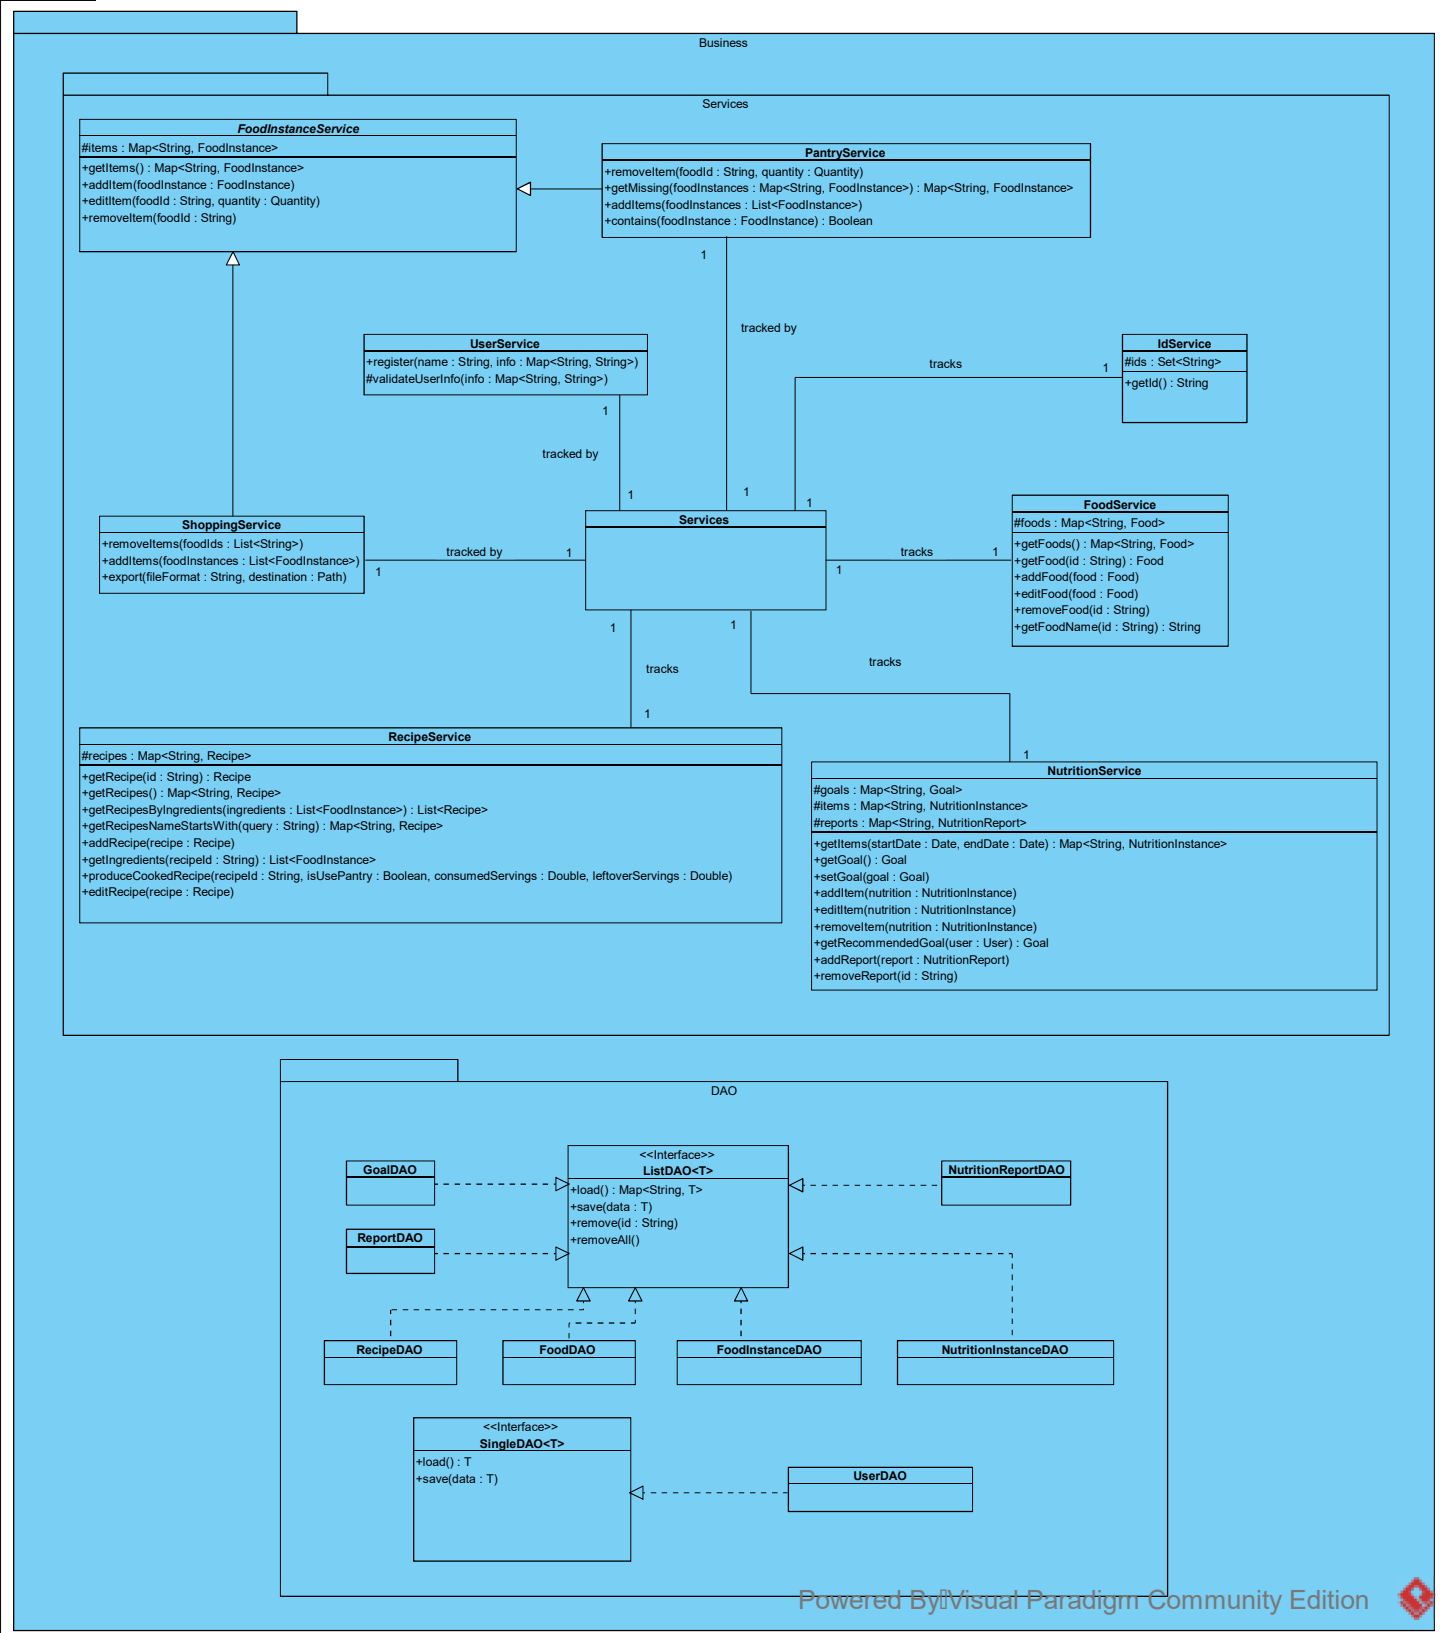 Business
Services
FoodInstanceService
#items : Map<String, FoodInstance>
+getItems() : Map<String, FoodInstance>
+addItem(foodInstance : FoodInstance)
+editItem(foodId : String, quantity : Quantity)
+removeItem(foodId : String)
PantryService
+removeItem(foodId : String, quantity : Quantity)
+getMissing(foodInstances : Map<String, FoodInstance>) : Map<String, FoodInstance>
+addItems(foodInstances : List<FoodInstance>)
+contains(foodInstance : FoodInstance) : Boolean
1
tracked by
1
UserService
+register(name : String, info : Map<String, String>)
#validateUserInfo(info : Map<String, String>)
1
tracked by
1
IdService
#ids : Set<String>
+getId() : String
tracks
1
1
ShoppingService
+removeItems(foodIds : List<String>)
+addItems(foodInstances : List<FoodInstance>)
+export(fileFormat : String, destination : Path)
tracked by
1
1
Services
tracks
1
1
FoodService
#foods : Map<String, Food>
+getFoods() : Map<String, Food>
+getFood(id : String) : Food
+addFood(food : Food)
+editFood(food : Food)
+removeFood(id : String)
+getFoodName(id : String) : String
1
tracks
1
1
tracks
1
RecipeService
#recipes : Map<String, Recipe>
+getRecipe(id : String) : Recipe
+getRecipes() : Map<String, Recipe>
+getRecipesByIngredients(ingredients : List<FoodInstance>) : List<Recipe>
+getRecipesNameStartsWith(query : String) : Map<String, Recipe>
+addRecipe(recipe : Recipe)
+getIngredients(recipeId : String) : List<FoodInstance>
+produceCookedRecipe(recipeId : String, isUsePantry : Boolean, consumedServings : Double, leftoverServings : Double)
+editRecipe(recipe : Recipe)
NutritionService
#goals : Map<String, Goal>
#items : Map<String, NutritionInstance>
#reports : Map<String, NutritionReport>
+getItems(startDate : Date, endDate : Date) : Map<String, NutritionInstance>
+getGoal() : Goal
+setGoal(goal : Goal)
+addItem(nutrition : NutritionInstance)
+editItem(nutrition : NutritionInstance)
+removeItem(nutrition : NutritionInstance)
+getRecommendedGoal(user : User) : Goal
+addReport(report : NutritionReport)
+removeReport(id : String)
DAO
GoalDAO
<<Interface>>
ListDAO<T>
+load() : Map<String, T>
+save(data : T)
+remove(id : String)
+removeAll()
NutritionReportDAO
ReportDAO
RecipeDAO
FoodDAO
FoodInstanceDAO
NutritionInstanceDAO
<<Interface>>
SingleDAO<T>
+load() : T
+save(data : T)
UserDAO
Powered By Visual Paradigm Community Edition